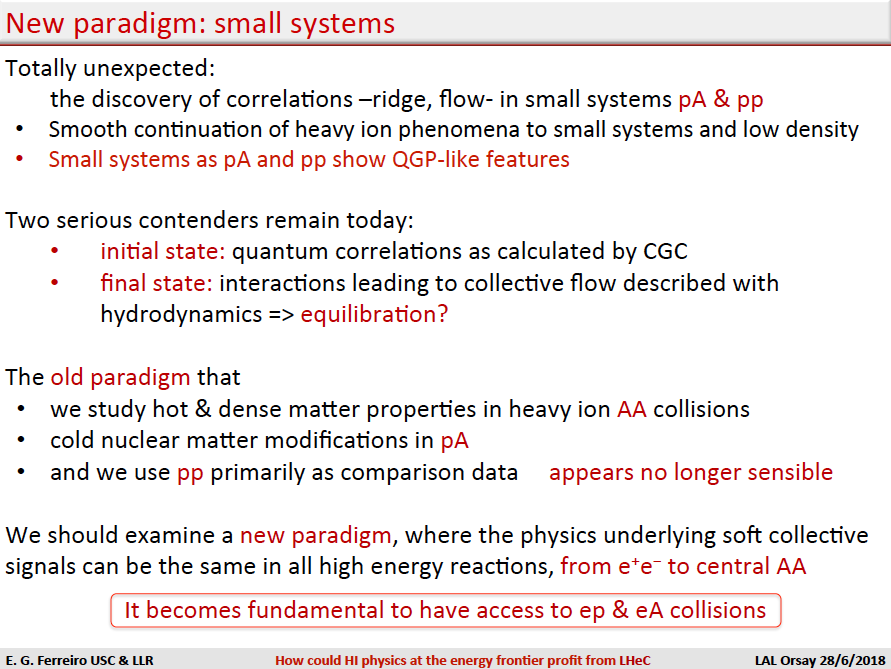 New paradigm: small systems
Totally unexpected:
the discovery of correlations –ridge, flow- in small systems pA & pp
• Smooth continuation of heavy ion phenomena to small systems and low density
• Small systems as pA and pp show QGP-like features
Two serious contenders remain today:
• initial state: quantum correlations as calculated by CGC
• final state: interactions leading to collective flow described with
hydrodynamics => equilibration?
The old paradigm that
• we study hot & dense matter properties in heavy ion AA collisions
• cold nuclear matter modifications in pA
• and we use pp primarily as comparison data appears no longer sensible
We should examine a new paradigm, where the physics underlying soft collective
signals can be the same in all high energy reactions, from e⁺e⁻ to central AA
It becomes fundamental to have access to ep & eA collisions
E. G. Ferreiro USC & LLR How could HI physics at the energy frontier profit from LHeC LAL Orsay 28/6/2018